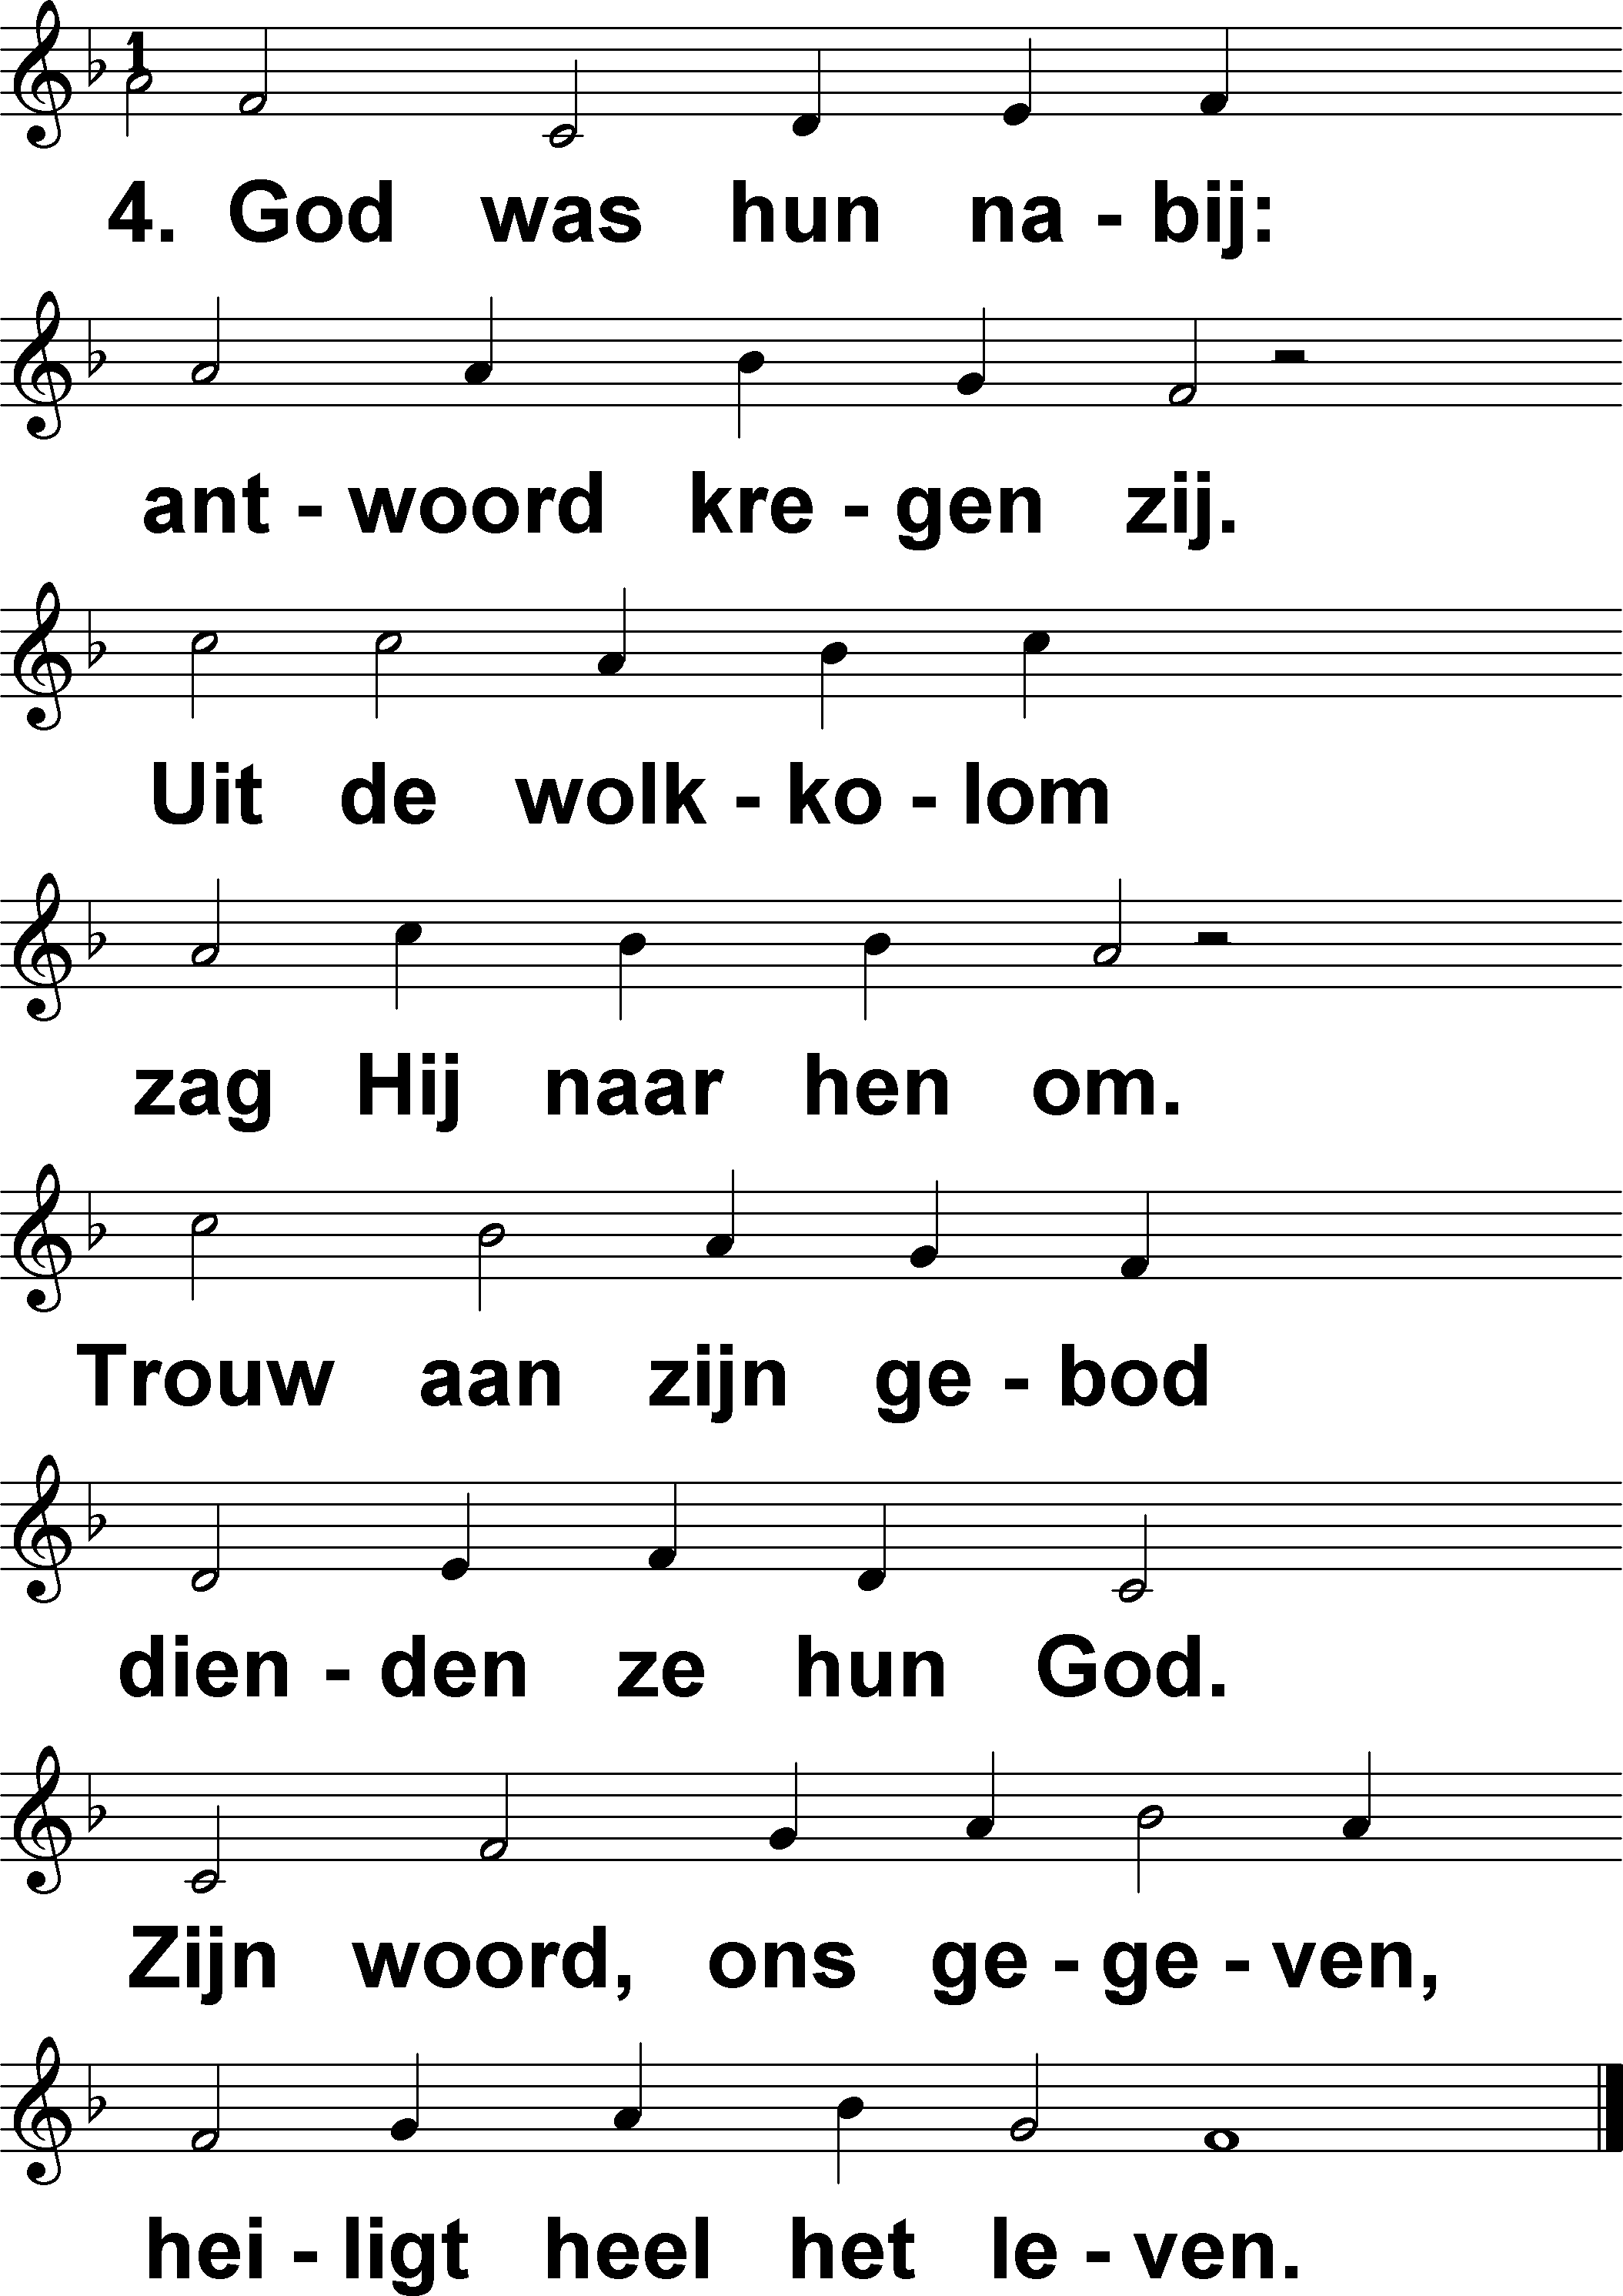 1
4. God was hun na - bij:
ant - woord kre - gen zij.
Uit de wolk - ko - lom
zag Hij naar hen om.
Trouw aan zijn ge - bod
dien - den ze hun God.
Zijn woord, ons ge - ge - ven,
hei - ligt heel het le - ven.